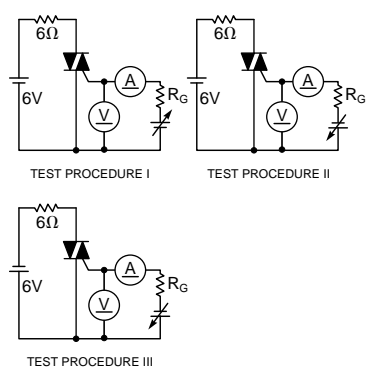 6Ω
6V
A
V
RG
TEST PROCEDURE I
6Ω
6V
A
V
RG
TEST PROCEDURE II
6Ω
6V
A
V
RG
TEST PROCEDURE III